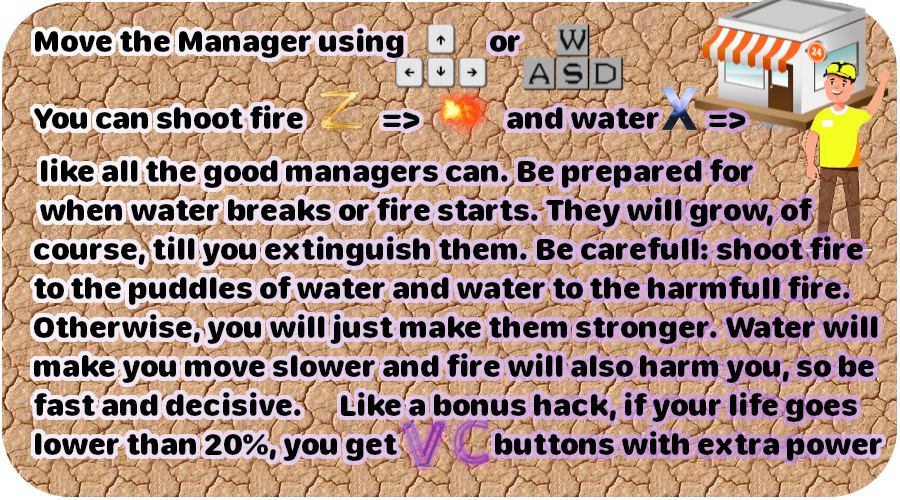 Move the Manager using ↑ or W
← ↓ → A S D
24
You can shoot fire Z => and water X =>
like all the good managers can. Be prepared for
when water breaks or fire starts. They will grow, of
course, till you extinguish them. Be carefull: shoot fire
to the puddles of water and water to the harmfull fire.
Otherwise, you will just make them stronger. Water will
make you move slower and fire will also harm you, so be
fast and decisive. Like a bonus hack, if your life goes
lower than 20%, you get V C buttons with extra power